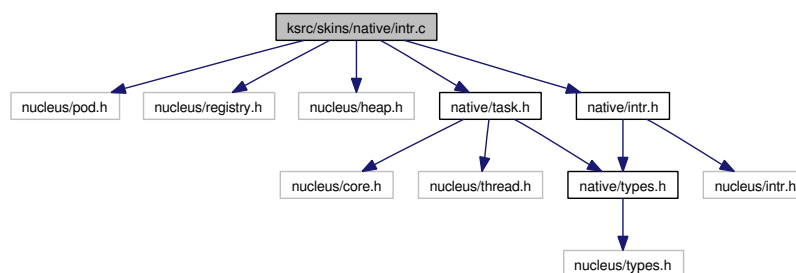 ksrc/skins/native/intr.c
nucleus/pod.h
nucleus/registry.h
nucleus/heap.h
native/task.h
native/intr.h
nucleus/core.h
nucleus/thread.h
native/types.h
nucleus/intr.h
nucleus/types.h